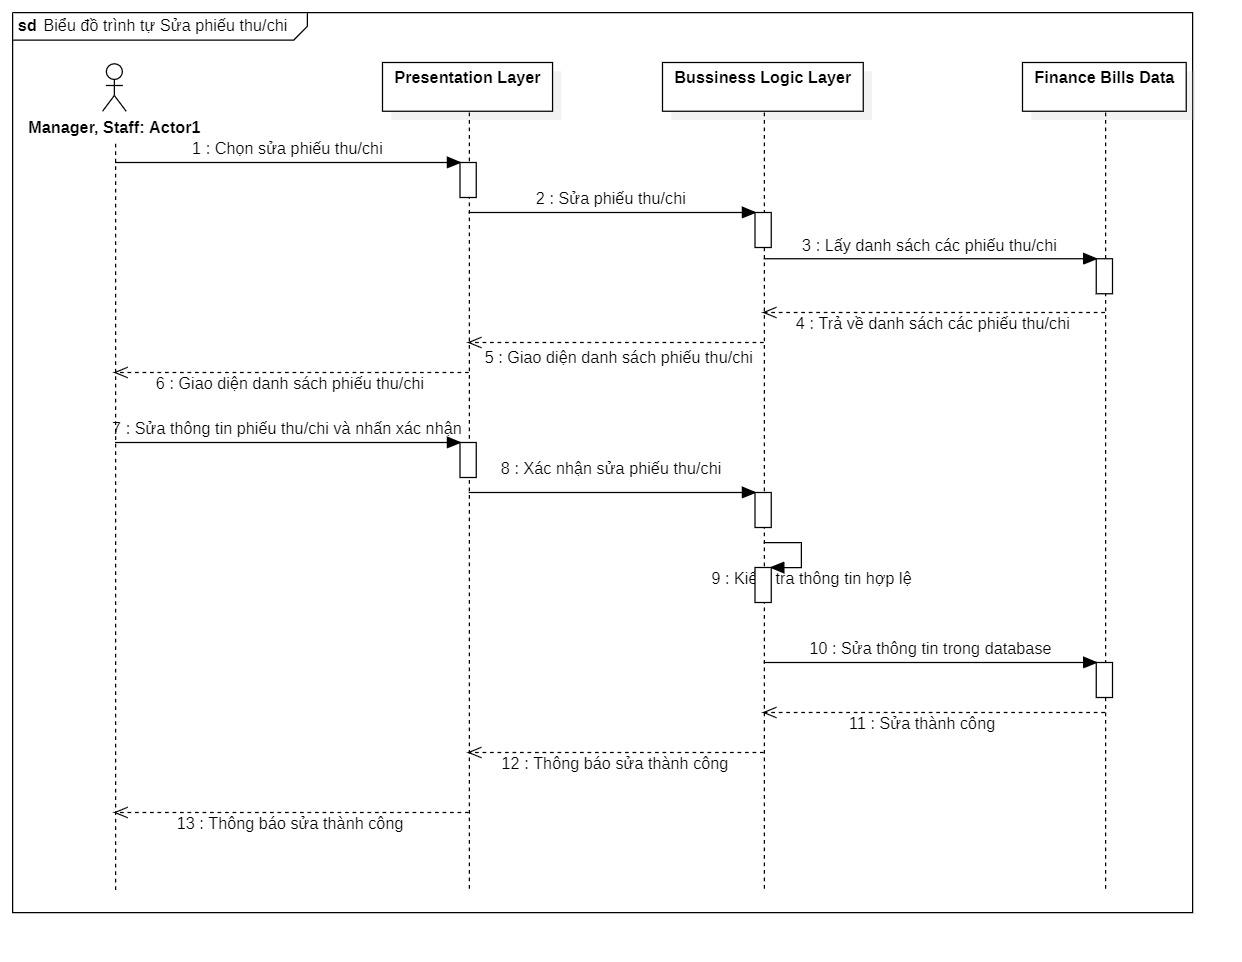 sd Biểu đồ trình tự Sửa phiếu thu/chi
Presentation Layer
Bussiness Logic Layer
Finance Bills Data
Manager, Staff: Actor1
1 : Chọn sửa phiếu thu/chi
2 : Sửa phiếu thu/chi
3 : Lấy danh sách các phiếu thu/chi
4 : Trả về danh sách các phiếu thu/chi
5 : Giao diện danh sách phiếu thu/chi
6 : Giao diện danh sách phiếu thu/chi
7 : Sửa thông tin phiếu thu/chi và nhấn xác nhận
8 : Xác nhận sửa phiếu thu/chi
9 : tra thông tin hợp lệ
10 : Sửa thông tin trong database
11 : Sửa thành công
12 : Thông báo sửa thành công
13 : Thông báo sửa thành công